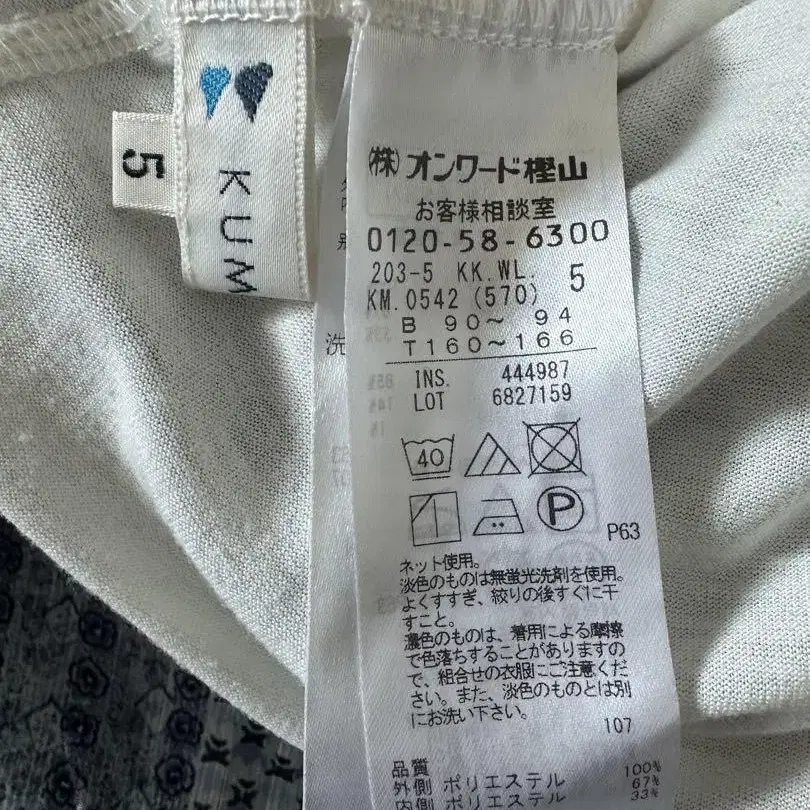 KUM
5
(株)オンワード樫山
お客様相談室
0120-58-6300
203-5 KK.WL. 5
KM.0542 (570)
B 90〜 94
T160〜166
INS. 444987
LOT 6827159
40
P
P63
ネット使用。
淡色のものは無蛍光洗剤を使用。
よくすすぎ、絞りの後すぐに干
すこと。
濃色のものは、着用による摩擦
で色落ちすることがありますの
で、組合せの衣服にご注意くだ
さい。また、淡色のものとは別
にお洗い下さい。
107
品質
100%
外側 ポリエステル 67%
内側 ポリエステル 33%
洗